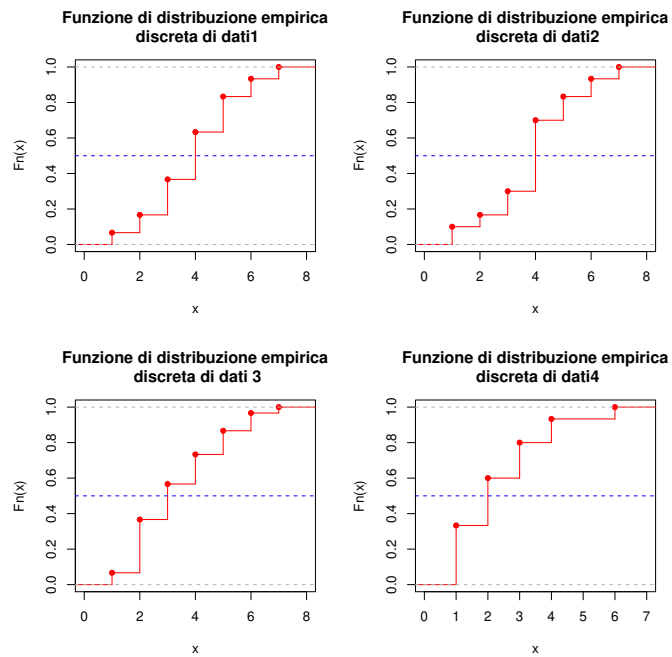 Funzione di distribuzione empirica
discreta di dati1
Fn(x)
0.0 0.2 0.4 0.6 0.8 1.0
0 2 4 6 8
x
Funzione di distribuzione empirica
discreta di dati2
Fn(x)
0.0 0.2 0.4 0.6 0.8 1.0
0 2 4 6 8
x
Funzione di distribuzione empirica
discreta di dati 3
Fn(x)
0.0 0.2 0.4 0.6 0.8 1.0
0 2 4 6 8
x
Funzione di distribuzione empirica
discreta di dati4
Fn(x)
0.0 0.2 0.4 0.6 0.8 1.0
0 1 2 3 4 5 6 7
x